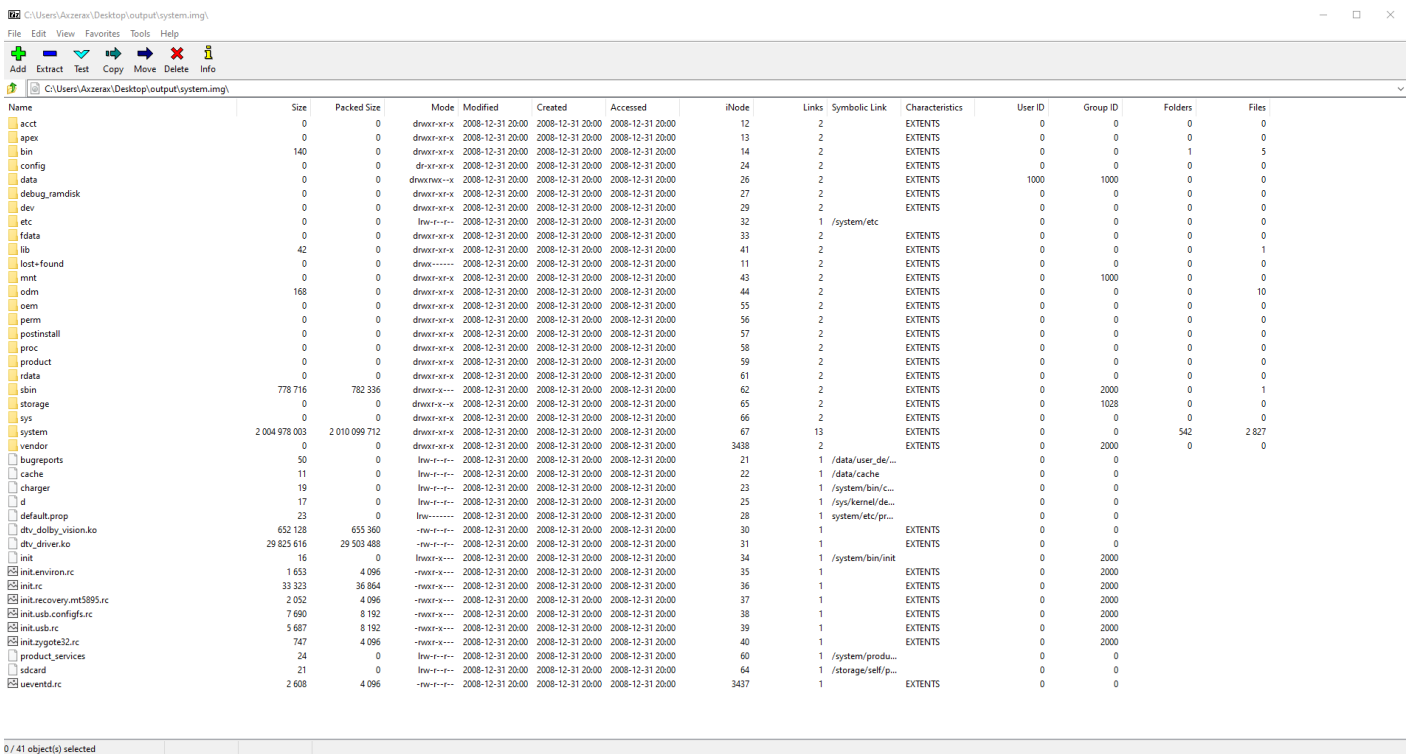 C:\Users\Axzerax\Desktop\output\system.img\
File Edit View Favorites Tools Help
Add Extract Test Copy Move Delete Info
C:\Users\Axzerax\Desktop\output\system.img\
Name Size Packed Size Mode Modified Created Accessed iNode Links Symbolic Link Characteristics User ID Group ID Folders Files
acct 0 0 drwxr-xr-x 2008-12-31 20:00 2008-12-31 20:00 2008-12-31 20:00 12 2 EXTENTS 0 0 0 0
apex 0 0 drwxr-xr-x 2008-12-31 20:00 2008-12-31 20:00 2008-12-31 20:00 13 2 EXTENTS 0 0 0 0
bin 140 0 drwxr-xr-x 2008-12-31 20:00 2008-12-31 20:00 2008-12-31 20:00 14 2 EXTENTS 0 0 1 5
config 0 0 dr-xr-xr-x 2008-12-31 20:00 2008-12-31 20:00 2008-12-31 20:00 24 2 EXTENTS 0 0 0 0
data 0 0 drwxrwx--x 2008-12-31 20:00 2008-12-31 20:00 2008-12-31 20:00 26 2 EXTENTS 1000 1000 0 0
debug_ramdisk 0 0 drwxr-xr-x 2008-12-31 20:00 2008-12-31 20:00 2008-12-31 20:00 27 2 EXTENTS 0 0 0 0
dev 0 0 drwxr-xr-x 2008-12-31 20:00 2008-12-31 20:00 2008-12-31 20:00 29 2 EXTENTS 0 0 0 0
etc 0 0 lrw-r--r-- 2008-12-31 20:00 2008-12-31 20:00 2008-12-31 20:00 32 1 /system/etc 0 0 0 0
fdata 0 0 drwxr-xr-x 2008-12-31 20:00 2008-12-31 20:00 2008-12-31 20:00 33 2 EXTENTS 0 0 0 0
lib 42 0 drwxr-xr-x 2008-12-31 20:00 2008-12-31 20:00 2008-12-31 20:00 41 2 EXTENTS 0 0 0 1
lost+found 0 0 drwx------ 2008-12-31 20:00 2008-12-31 20:00 2008-12-31 20:00 11 2 EXTENTS 0 0 0 0
mnt 0 0 drwxr-xr-x 2008-12-31 20:00 2008-12-31 20:00 2008-12-31 20:00 43 2 EXTENTS 0 1000 0 0
odm 168 0 drwxr-xr-x 2008-12-31 20:00 2008-12-31 20:00 2008-12-31 20:00 44 2 EXTENTS 0 0 0 10
oem 0 0 drwxr-xr-x 2008-12-31 20:00 2008-12-31 20:00 2008-12-31 20:00 55 2 EXTENTS 0 0 0 0
perm 0 0 drwxr-xr-x 2008-12-31 20:00 2008-12-31 20:00 2008-12-31 20:00 56 2 EXTENTS 0 0 0 0
postinstall 0 0 drwxr-xr-x 2008-12-31 20:00 2008-12-31 20:00 2008-12-31 20:00 57 2 EXTENTS 0 0 0 0
proc 0 0 drwxr-xr-x 2008-12-31 20:00 2008-12-31 20:00 2008-12-31 20:00 58 2 EXTENTS 0 0 0 0
product 0 0 drwxr-xr-x 2008-12-31 20:00 2008-12-31 20:00 2008-12-31 20:00 59 2 EXTENTS 0 0 0 0
rdata 0 0 drwxr-xr-x 2008-12-31 20:00 2008-12-31 20:00 2008-12-31 20:00 61 2 EXTENTS 0 0 0 0
sbin 778 716 782 336 drwxr-x--- 2008-12-31 20:00 2008-12-31 20:00 2008-12-31 20:00 62 2 EXTENTS 0 2000 0 1
storage 0 0 drwxr-x--x 2008-12-31 20:00 2008-12-31 20:00 2008-12-31 20:00 65 2 EXTENTS 0 1028 0 0
sys 0 0 drwxr-xr-x 2008-12-31 20:00 2008-12-31 20:00 2008-12-31 20:00 66 2 EXTENTS 0 0 0 0
system 2 004 978 003 2 010 099 712 drwxr-xr-x 2008-12-31 20:00 2008-12-31 20:00 2008-12-31 20:00 67 13 EXTENTS 0 0 542 2 827
vendor 0 0 drwxr-xr-x 2008-12-31 20:00 2008-12-31 20:00 2008-12-31 20:00 3438 2 EXTENTS 0 2000 0 0
bugreports 50 0 lrw-r--r-- 2008-12-31 20:00 2008-12-31 20:00 2008-12-31 20:00 21 1 /data/user_de/... 0 0
cache 11 0 lrw-r--r-- 2008-12-31 20:00 2008-12-31 20:00 2008-12-31 20:00 22 1 /data/cache 0 0
charger 19 0 lrw-r--r-- 2008-12-31 20:00 2008-12-31 20:00 2008-12-31 20:00 23 1 /system/bin/c... 0 0
d 17 0 lrw-r--r-- 2008-12-31 20:00 2008-12-31 20:00 2008-12-31 20:00 25 1 /sys/kernel/de... 0 0
default.prop 23 0 lrw------- 2008-12-31 20:00 2008-12-31 20:00 2008-12-31 20:00 28 1 system/etc/pr... 0 0
dtv_dolby_vision.ko 652 128 655 360 -rw-r--r-- 2008-12-31 20:00 2008-12-31 20:00 2008-12-31 20:00 30 1 EXTENTS 0 0
dtv_driver.ko 29 825 616 29 503 488 -rw-r--r-- 2008-12-31 20:00 2008-12-31 20:00 2008-12-31 20:00 31 1 EXTENTS 0 0
init 16 0 lrwxr-x--- 2008-12-31 20:00 2008-12-31 20:00 2008-12-31 20:00 34 1 /system/bin/init 0 2000
init.environ.rc 1 653 4 096 -rwxr-x--- 2008-12-31 20:00 2008-12-31 20:00 2008-12-31 20:00 35 1 EXTENTS 0 2000
init.rc 33 323 36 864 -rwxr-x--- 2008-12-31 20:00 2008-12-31 20:00 2008-12-31 20:00 36 1 EXTENTS 0 2000
init.recovery.mt5895.rc 2 052 4 096 -rwxr-x--- 2008-12-31 20:00 2008-12-31 20:00 2008-12-31 20:00 37 1 EXTENTS 0 2000
init.usb.configfs.rc 7 690 8 192 -rwxr-x--- 2008-12-31 20:00 2008-12-31 20:00 2008-12-31 20:00 38 1 EXTENTS 0 2000
init.usb.rc 5 687 8 192 -rwxr-x--- 2008-12-31 20:00 2008-12-31 20:00 2008-12-31 20:00 39 1 EXTENTS 0 2000
init.zygote32.rc 747 4 096 -rwxr-x--- 2008-12-31 20:00 2008-12-31 20:00 2008-12-31 20:00 40 1 EXTENTS 0 2000
product_services 24 0 lrw-r--r-- 2008-12-31 20:00 2008-12-31 20:00 2008-12-31 20:00 60 1 /system/produ... 0 0
sdcard 21 0 lrw-r--r-- 2008-12-31 20:00 2008-12-31 20:00 2008-12-31 20:00 64 1 /storage/self/p... 0 0
ueventd.rc 2 608 4 096 -rw-r--r-- 2008-12-31 20:00 2008-12-31 20:00 2008-12-31 20:00 3437 1 EXTENTS 0 0
0 / 41 object(s) selected